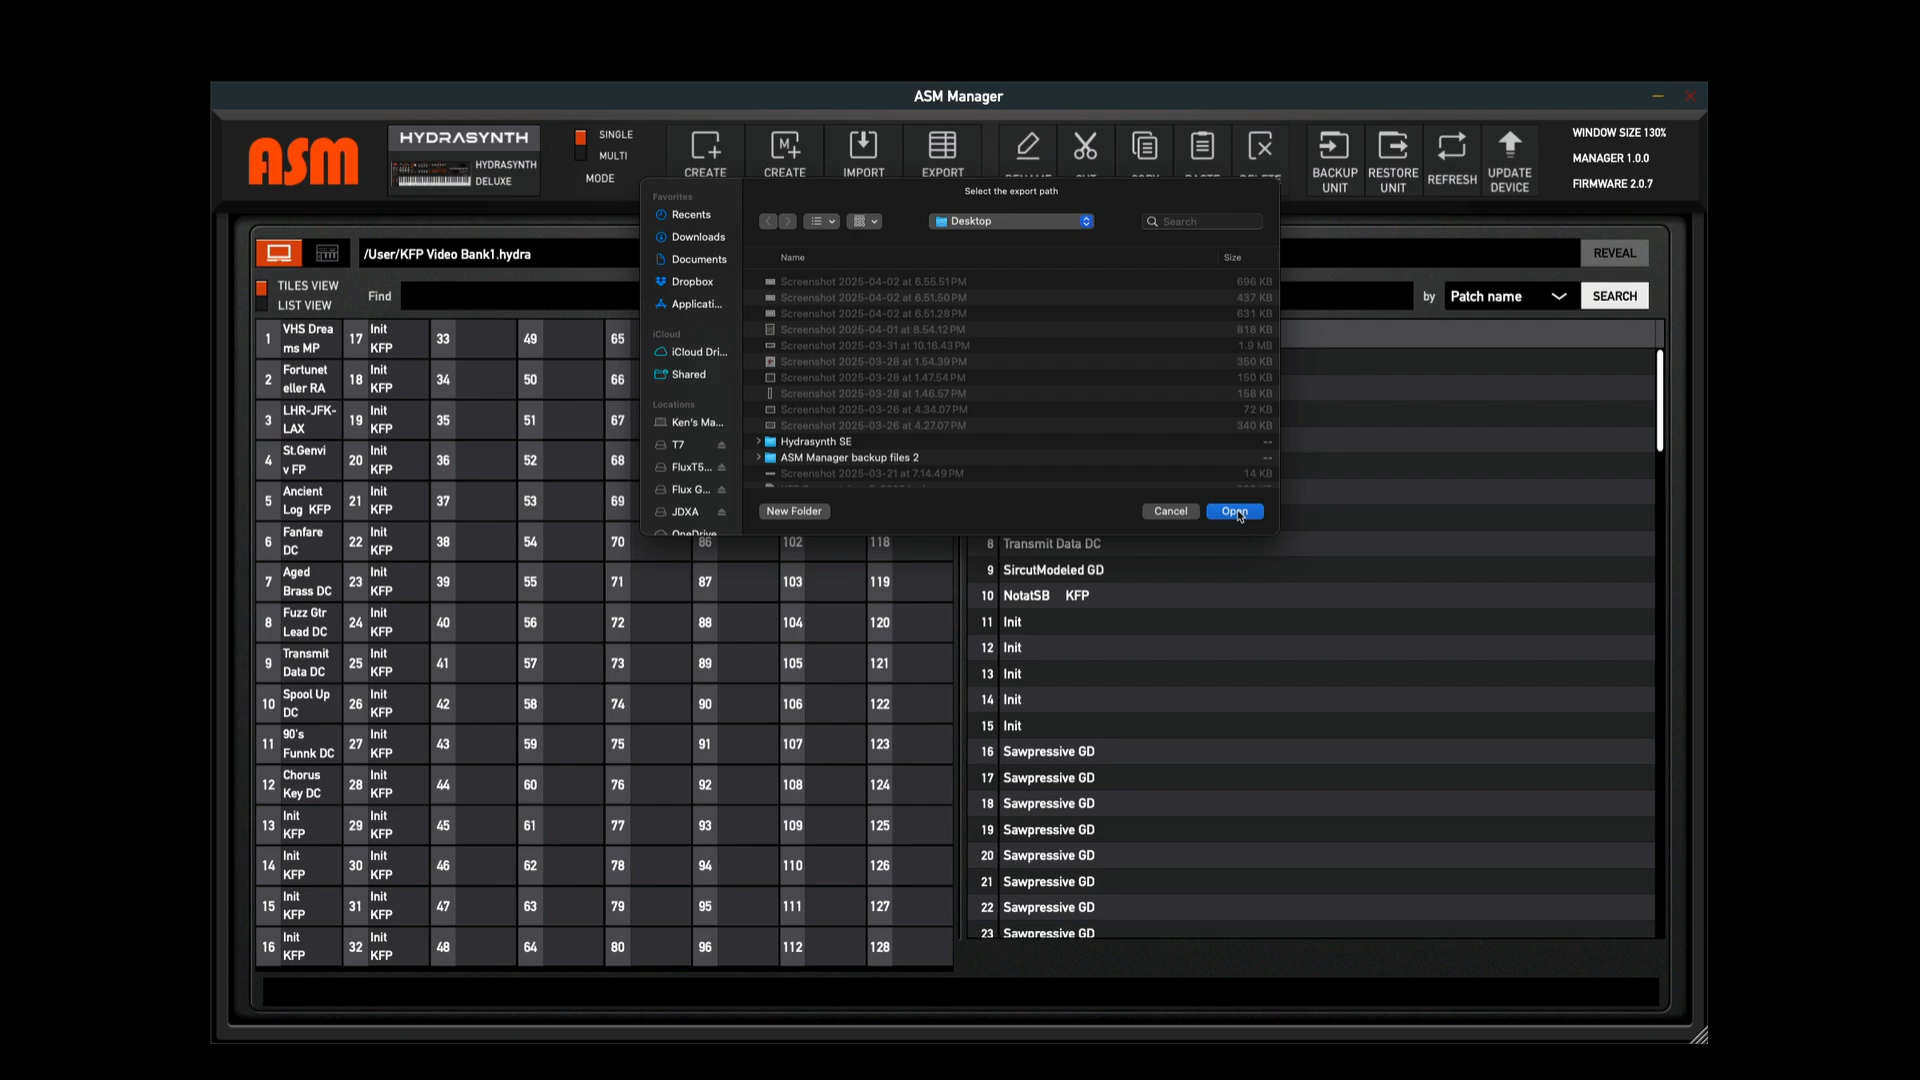 ASM Manager
ASM
HYDRASYNTH
HYDRASYNTH
DELUXE
SINGLE
MULTI
MODE
CREATE
CREATE
IMPORT
EXPORT
BACKUP
UNIT
RESTORE
UNIT
REFRESH
UPDATE
DEVICE
WINDOW SIZE 130%
MANAGER 1.0.0
FIRMWARE 2.0.7
/User/KFP Video Bank1.hydra
REVEAL
TILES VIEW
LIST VIEW
Find
by
Patch name
SEARCH
Select the export path
Desktop
Search
Favorites
Recents
Downloads
Documents
Dropbox
Applicati...
iCloud
iCloud Dri...
Shared
Locations
Ken's Ma...
T7
FluxT5...
Flux G...
JDXA
OneDrive
Name Size
Screenshot 2025-04-02 at 6.55.51 PM 696 KB
Screenshot 2025-04-02 at 6.51.50 PM 437 KB
Screenshot 2025-04-02 at 6.51.28 PM 631 KB
Screenshot 2025-04-01 at 8.54.12 PM 818 KB
Screenshot 2025-03-31 at 10.16.43 PM 1.9 MB
Screenshot 2025-03-28 at 1.54.39 PM 350 KB
Screenshot 2025-03-28 at 1.47.54 PM 150 KB
Screenshot 2025-03-28 at 1.46.57 PM 158 KB
Screenshot 2025-03-26 at 4.34.07 PM 72 KB
Screenshot 2025-03-26 at 4.27.07 PM 340 KB
Hydrasynth SE --
ASM Manager backup files 2 --
Screenshot 2025-03-21 at 7.14.49 PM 14 KB
New Folder
Cancel
Open
1 VHS Drea
ms MP
17 Init
KFP
33 49 65
2 Fortunet
eller RA
18 Init
KFP
34 50 66
3 LHR-JFK-
LAX
19 Init
KFP
35 51 67
4 St.Genvi
v FP
20 Init
KFP
36 52 68
5 Ancient
Log KFP
21 Init
KFP
37 53 69
6 Fanfare
DC
22 Init
KFP
38 54 70 86 102 118
7 Aged
Brass DC
23 Init
KFP
39 55 71 87 103 119
8 Fuzz Gtr
Lead DC
24 Init
KFP
40 56 72 88 104 120
9 Transmit
Data DC
25 Init
KFP
41 57 73 89 105 121
10 Spool Up
DC
26 Init
KFP
42 58 74 90 106 122
11 90's
Funnk DC
27 Init
KFP
43 59 75 91 107 123
12 Chorus
Key DC
28 Init
KFP
44 60 76 92 108 124
13 Init
KFP
29 Init
KFP
45 61 77 93 109 125
14 Init
KFP
30 Init
KFP
46 62 78 94 110 126
15 Init
KFP
31 Init
KFP
47 63 79 95 111 127
16 Init
KFP
32 Init
KFP
48 64 80 96 112 128
8 Transmit Data DC
9 SircutModeled GD
10 NotatSB KFP
11 Init
12 Init
13 Init
14 Init
15 Init
16 Sawpressive GD
17 Sawpressive GD
18 Sawpressive GD
19 Sawpressive GD
20 Sawpressive GD
21 Sawpressive GD
22 Sawpressive GD
23 Sawpressive GD